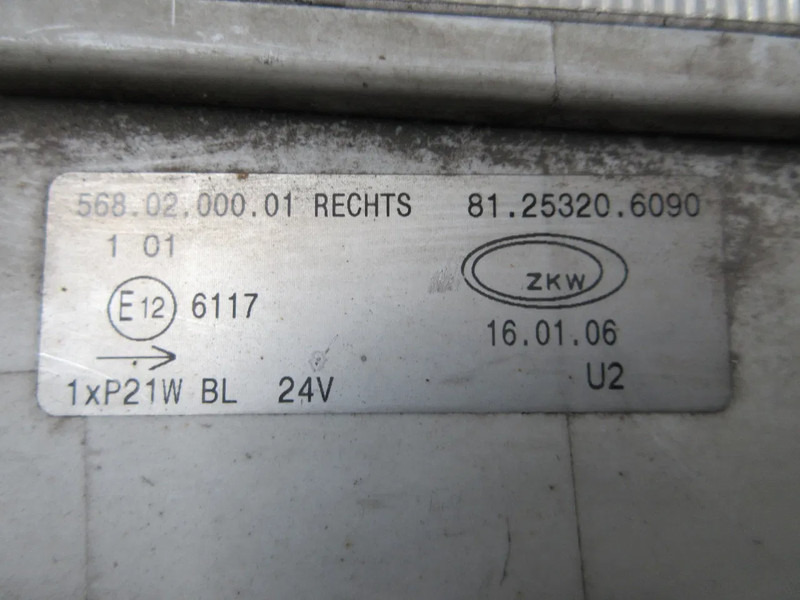 568.02.000.01 RECHTS 81.25320.6090
1 01
ZKW
E12 6117
16.01.06
1xP21W BL 24V
U2